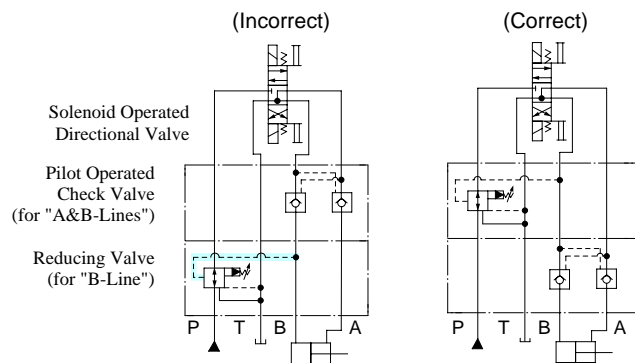 (Incorrect)
(Correct)
Solenoid Operated
Directional Valve
Pilot Operated
Check Valve
(for "A&B-Lines")
Reducing Valve
(for "B-Line")
P T B A
P T B A